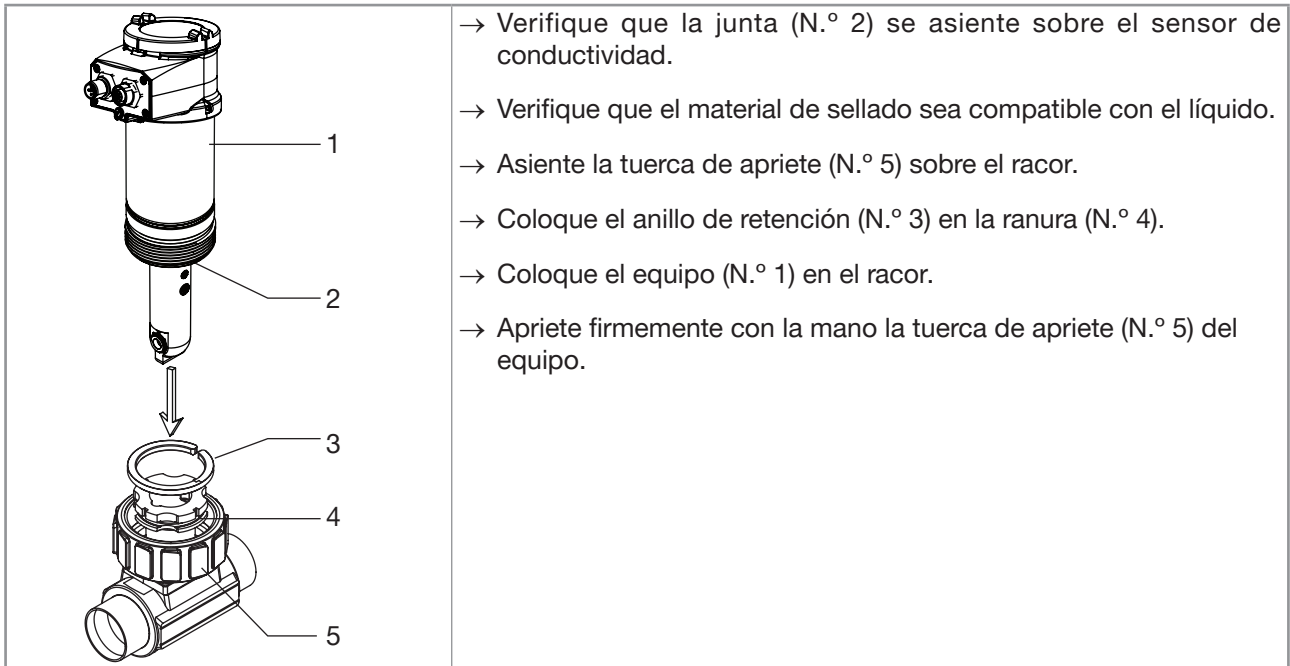 → Verifique que la junta (N.º 2) se asiente sobre el sensor de
conductividad.
→ Verifique que el material de sellado sea compatible con el líquido.
→ Asiente la tuerca de apriete (N.º 5) sobre el racor.
→ Coloque el anillo de retención (N.º 3) en la ranura (N.º 4).
→ Coloque el equipo (N.º 1) en el racor.
→ Apriete firmemente con la mano la tuerca de apriete (N.º 5) del
equipo.
1
2
3
4
5